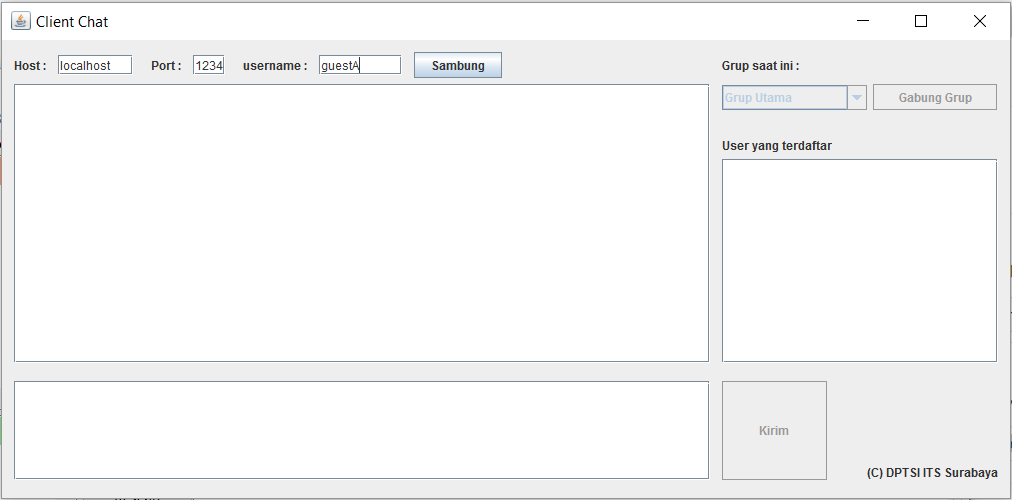 Client Chat
Host : localhost Port : 1234 username : guestA Sambung Grup saat ini :
Grup Utama Gabung Grup
User yang terdaftar
Kirim
(C) DPTSI ITS Surabaya